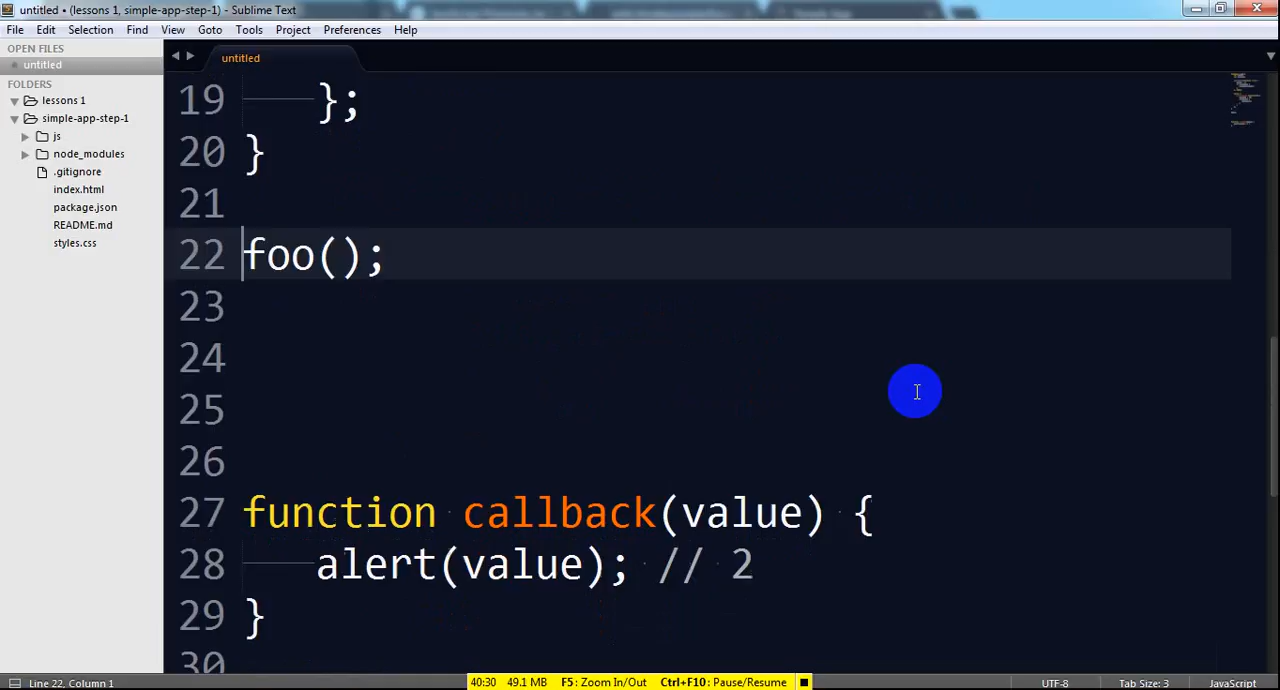 untitled • (lessons 1, simple-app-step-1) - Sublime Text
File Edit Selection Find View Goto Tools Project Preferences Help
OPEN FILES
untitled
FOLDERS
lessons 1
simple-app-step-1
js
node_modules
.gitignore
index.html
package.json
README.md
styles.css
untitled
19 };
20 }
21
22 foo();
23
24
25
26
27 function callback(value) {
28 alert(value); // 2
29 }
30
Line 22, Column 1
40:30 49.1 MB F5: Zoom In/Out Ctrl+F10: Pause/Resume
UTF-8 Tab Size: 3 JavaScript